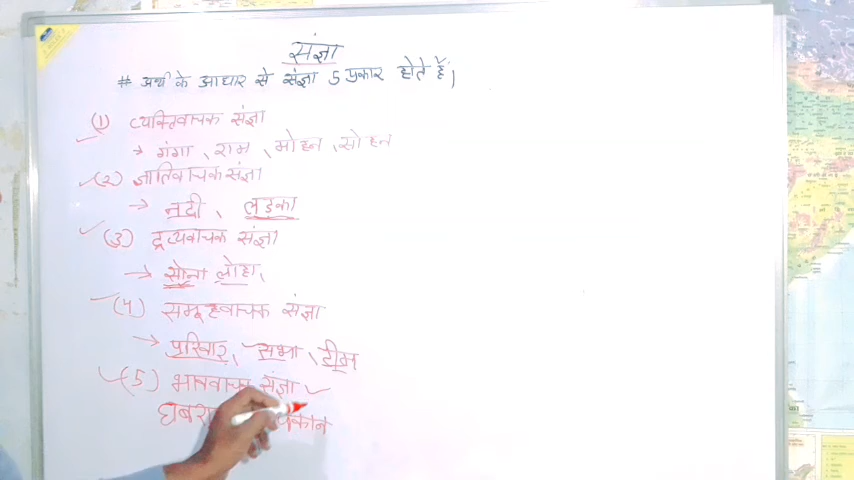 संज्ञा
# अर्थ के आधार से संज्ञा 5 प्रकार होते हैं।
(1) व्यक्तिवाचक संज्ञा
→ गंगा, राम, मोहन, सोहन
(2) जातिवाचक संज्ञा
→ नदी, लड़का
(3) द्रव्यवाचक संज्ञा
→ सोना लोहा,
(4) समूहवाचक संज्ञा
→ परिवार, सभा, टीम
(5) भाववाचक संज्ञा